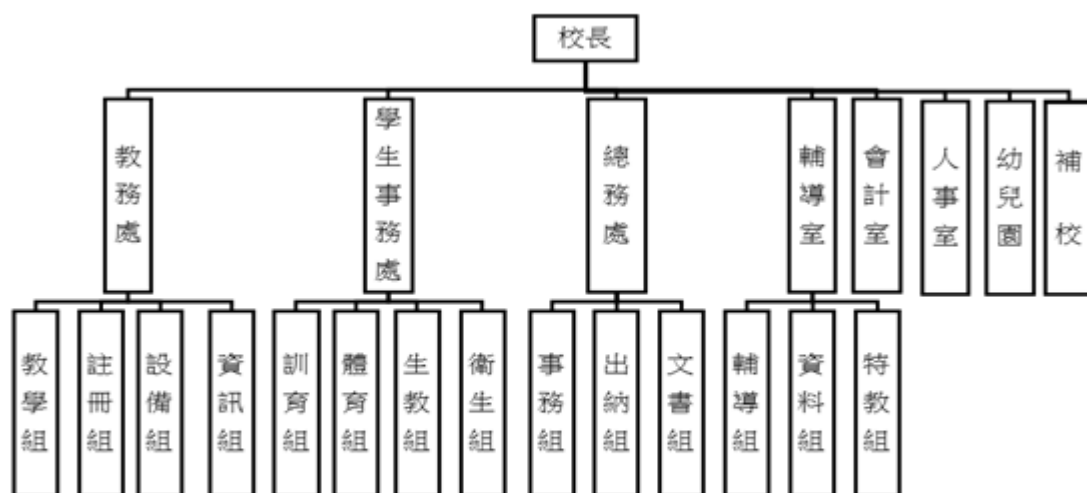 校長
教務處
學生事務處
總務處
輔導室
會計室
人事室
幼兒園
補校
教學組
註冊組
設備組
資訊組
訓育組
體育組
生教組
衛生組
事務組
出納組
文書組
輔導組
資料組
特教組